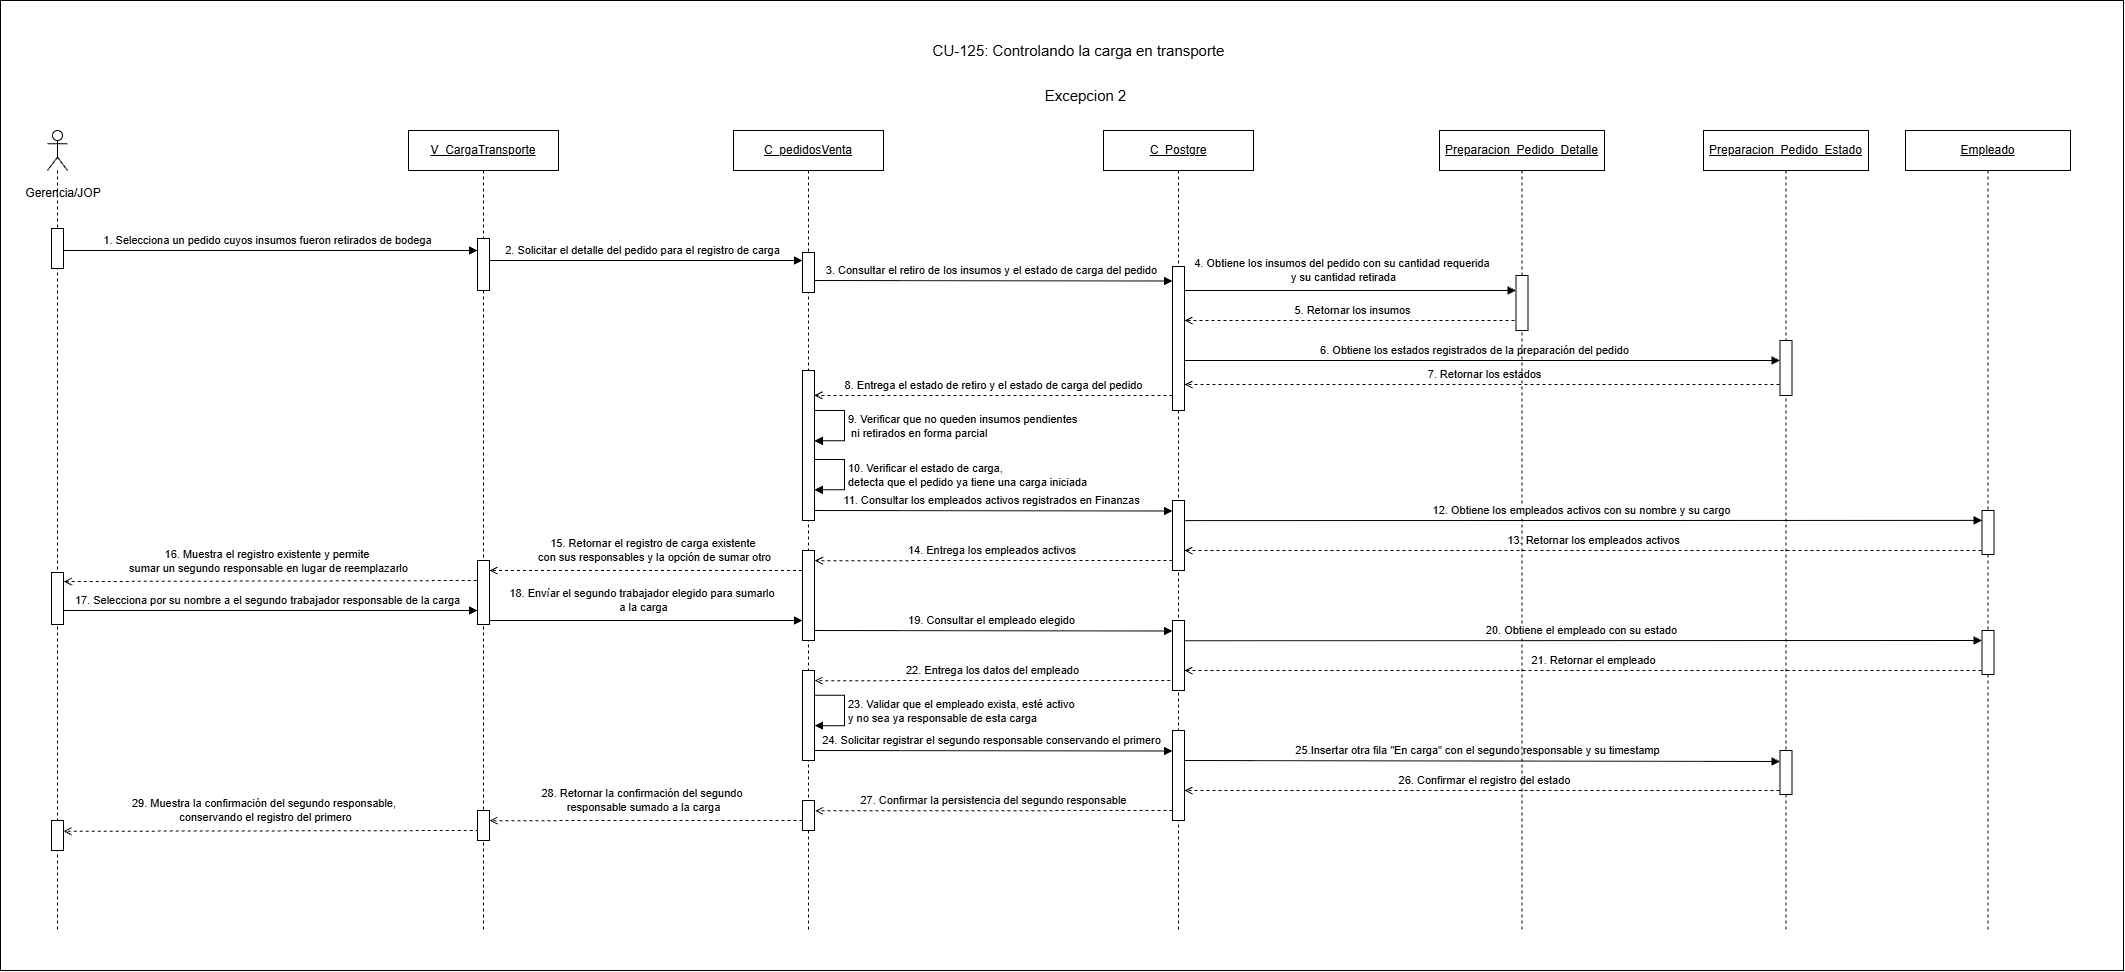 CU-125: Controlando la carga en transporte
Excepcion 2
Gerencia/JOP
V_CargaTransporte
C_pedidosVenta
C_Postgre
Preparacion_Pedido_Detalle
Preparacion_Pedido_Estado
Empleado
1. Selecciona un pedido cuyos insumos fueron retirados de bodega
2. Solicitar el detalle del pedido para el registro de carga
3. Consultar el retiro de los insumos y el estado de carga del pedido
4. Obtiene los insumos del pedido con su cantidad requerida
y su cantidad retirada
5. Retornar los insumos
6. Obtiene los estados registrados de la preparación del pedido
7. Retornar los estados
8. Entrega el estado de retiro y el estado de carga del pedido
9. Verificar que no queden insumos pendientes
ni retirados en forma parcial
10. Verificar el estado de carga,
detecta que el pedido ya tiene una carga iniciada
11. Consultar los empleados activos registrados en Finanzas
12. Obtiene los empleados activos con su nombre y su cargo
13. Retornar los empleados activos
14. Entrega los empleados activos
15. Retornar el registro de carga existente
con sus responsables y la opción de sumar otro
16. Muestra el registro existente y permite
sumar un segundo responsable en lugar de reemplazarlo
17. Selecciona por su nombre a el segundo trabajador responsable de la carga
18. Envíar el segundo trabajador elegido para sumarlo
a la carga
19. Consultar el empleado elegido
20. Obtiene el empleado con su estado
21. Retornar el empleado
22. Entrega los datos del empleado
23. Validar que el empleado exista, esté activo
y no sea ya responsable de esta carga
24. Solicitar registrar el segundo responsable conservando el primero
25.Insertar otra fila "En carga" con el segundo responsable y su timestamp
26. Confirmar el registro del estado
27. Confirmar la persistencia del segundo responsable
28. Retornar la confirmación del segundo
responsable sumado a la carga
29. Muestra la confirmación del segundo responsable,
conservando el registro del primero